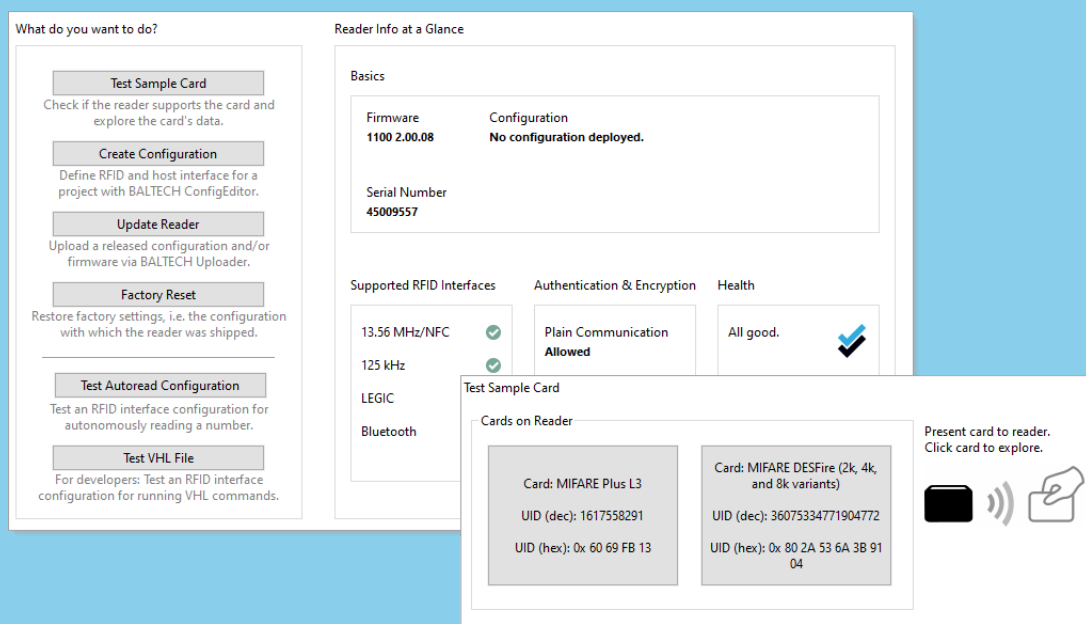 What do you want to do?
Test Sample Card
Check if the reader supports the card and
explore the card's data.
Create Configuration
Define RFID and host interface for a
project with BALTECH ConfigEditor.
Update Reader
Upload a released configuration and/or
firmware via BALTECH Uploader.
Factory Reset
Restore factory settings, i.e. the configuration
with which the reader was shipped.
Test Autoread Configuration
Test an RFID interface configuration for
autonomously reading a number.
Test VHL File
For developers: Test an RFID interface
configuration for running VHL commands.
Reader Info at a Glance
Basics
Firmware
1100 2.00.08
Configuration
No configuration deployed.
Serial Number
45009557
Supported RFID Interfaces
13.56 MHz/NFC
125 kHz
LEGIC
Bluetooth
Authentication & Encryption
Plain Communication
Allowed
Health
All good.
Test Sample Card
Cards on Reader
Card: MIFARE Plus L3
UID (dec): 1617558291
UID (hex): 0x 60 69 FB 13
Card: MIFARE DESFire (2k, 4k,
and 8k variants)
UID (dec): 36075334771904772
UID (hex): 0x 80 2A 53 6A 3B 91
04
Present card to reader.
Click card to explore.